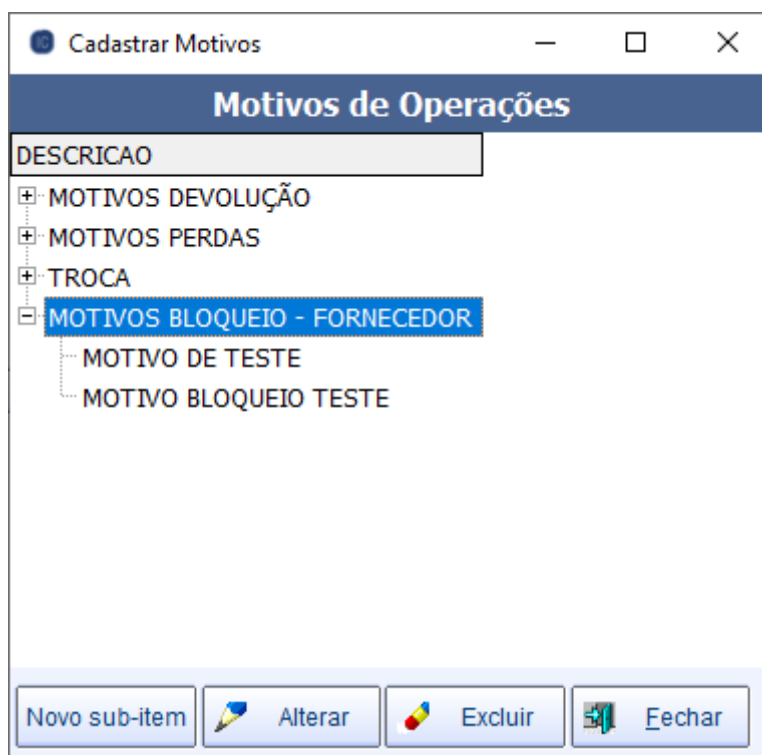 Cadastrar Motivos
Motivos de Operações
DESCRICAO
MOTIVOS DEVOLUÇÃO
MOTIVOS PERDAS
TROCA
MOTIVOS BLOQUEIO - FORNECEDOR
MOTIVO DE TESTE
MOTIVO BLOQUEIO TESTE
Novo sub-item Alterar Excluir Fechar